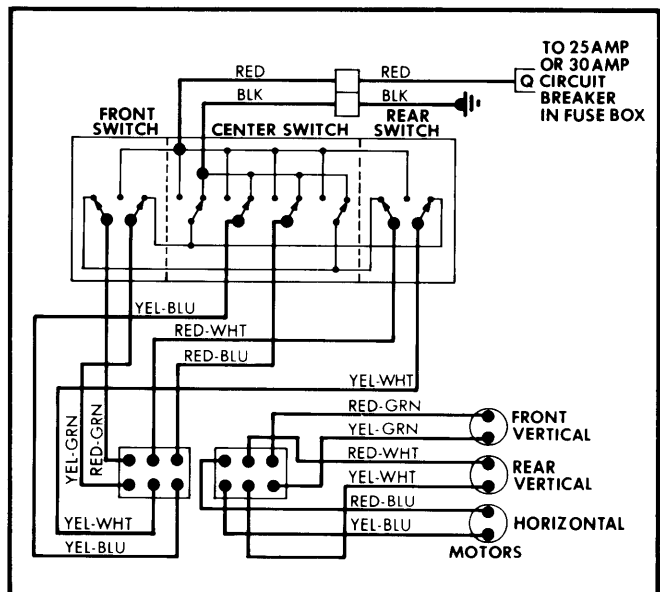 TO 25 AMP
OR 30 AMP
Q CIRCUIT
BREAKER
IN FUSE BOX
RED RED
BLK BLK
FRONT
SWITCH
CENTER SWITCH
REAR
SWITCH
YEL-BLU
RED-WHT
RED-BLU
YEL-WHT
YEL-GRN
RED-GRN
YEL-WHT
YEL-BLU
RED-GRN
YEL-GRN
FRONT
VERTICAL
RED-WHT
YEL-WHT
REAR
VERTICAL
RED-BLU
YEL-BLU
HORIZONTAL
MOTORS